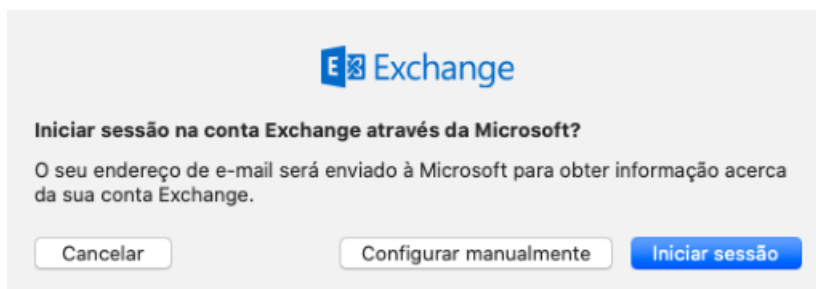 Exchange
Iniciar sessão na conta Exchange através da Microsoft?
O seu endereço de e-mail será enviado à Microsoft para obter informação acerca
da sua conta Exchange.
Cancelar Configurar manualmente Iniciar sessão